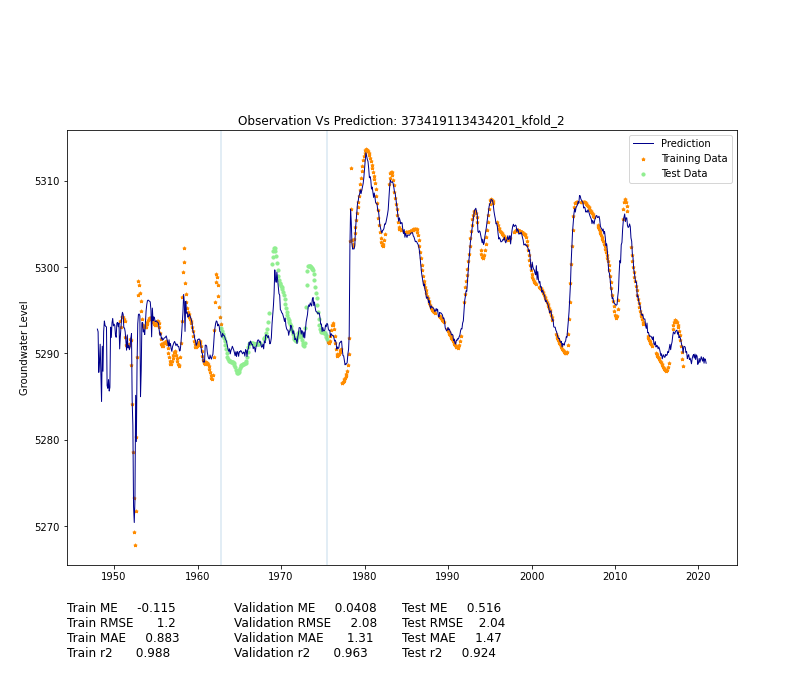 Observation Vs Prediction: 373419113434201_kfold_2
Prediction
Training Data
Test Data
Groundwater Level
5310
5300
5290
5280
5270
1950 1960 1970 1980 1990 2000 2010 2020
Train ME -0.115 Validation ME 0.0408 Test ME 0.516
Train RMSE 1.2 Validation RMSE 2.08 Test RMSE 2.04
Train MAE 0.883 Validation MAE 1.31 Test MAE 1.47
Train r2 0.988 Validation r2 0.963 Test r2 0.924